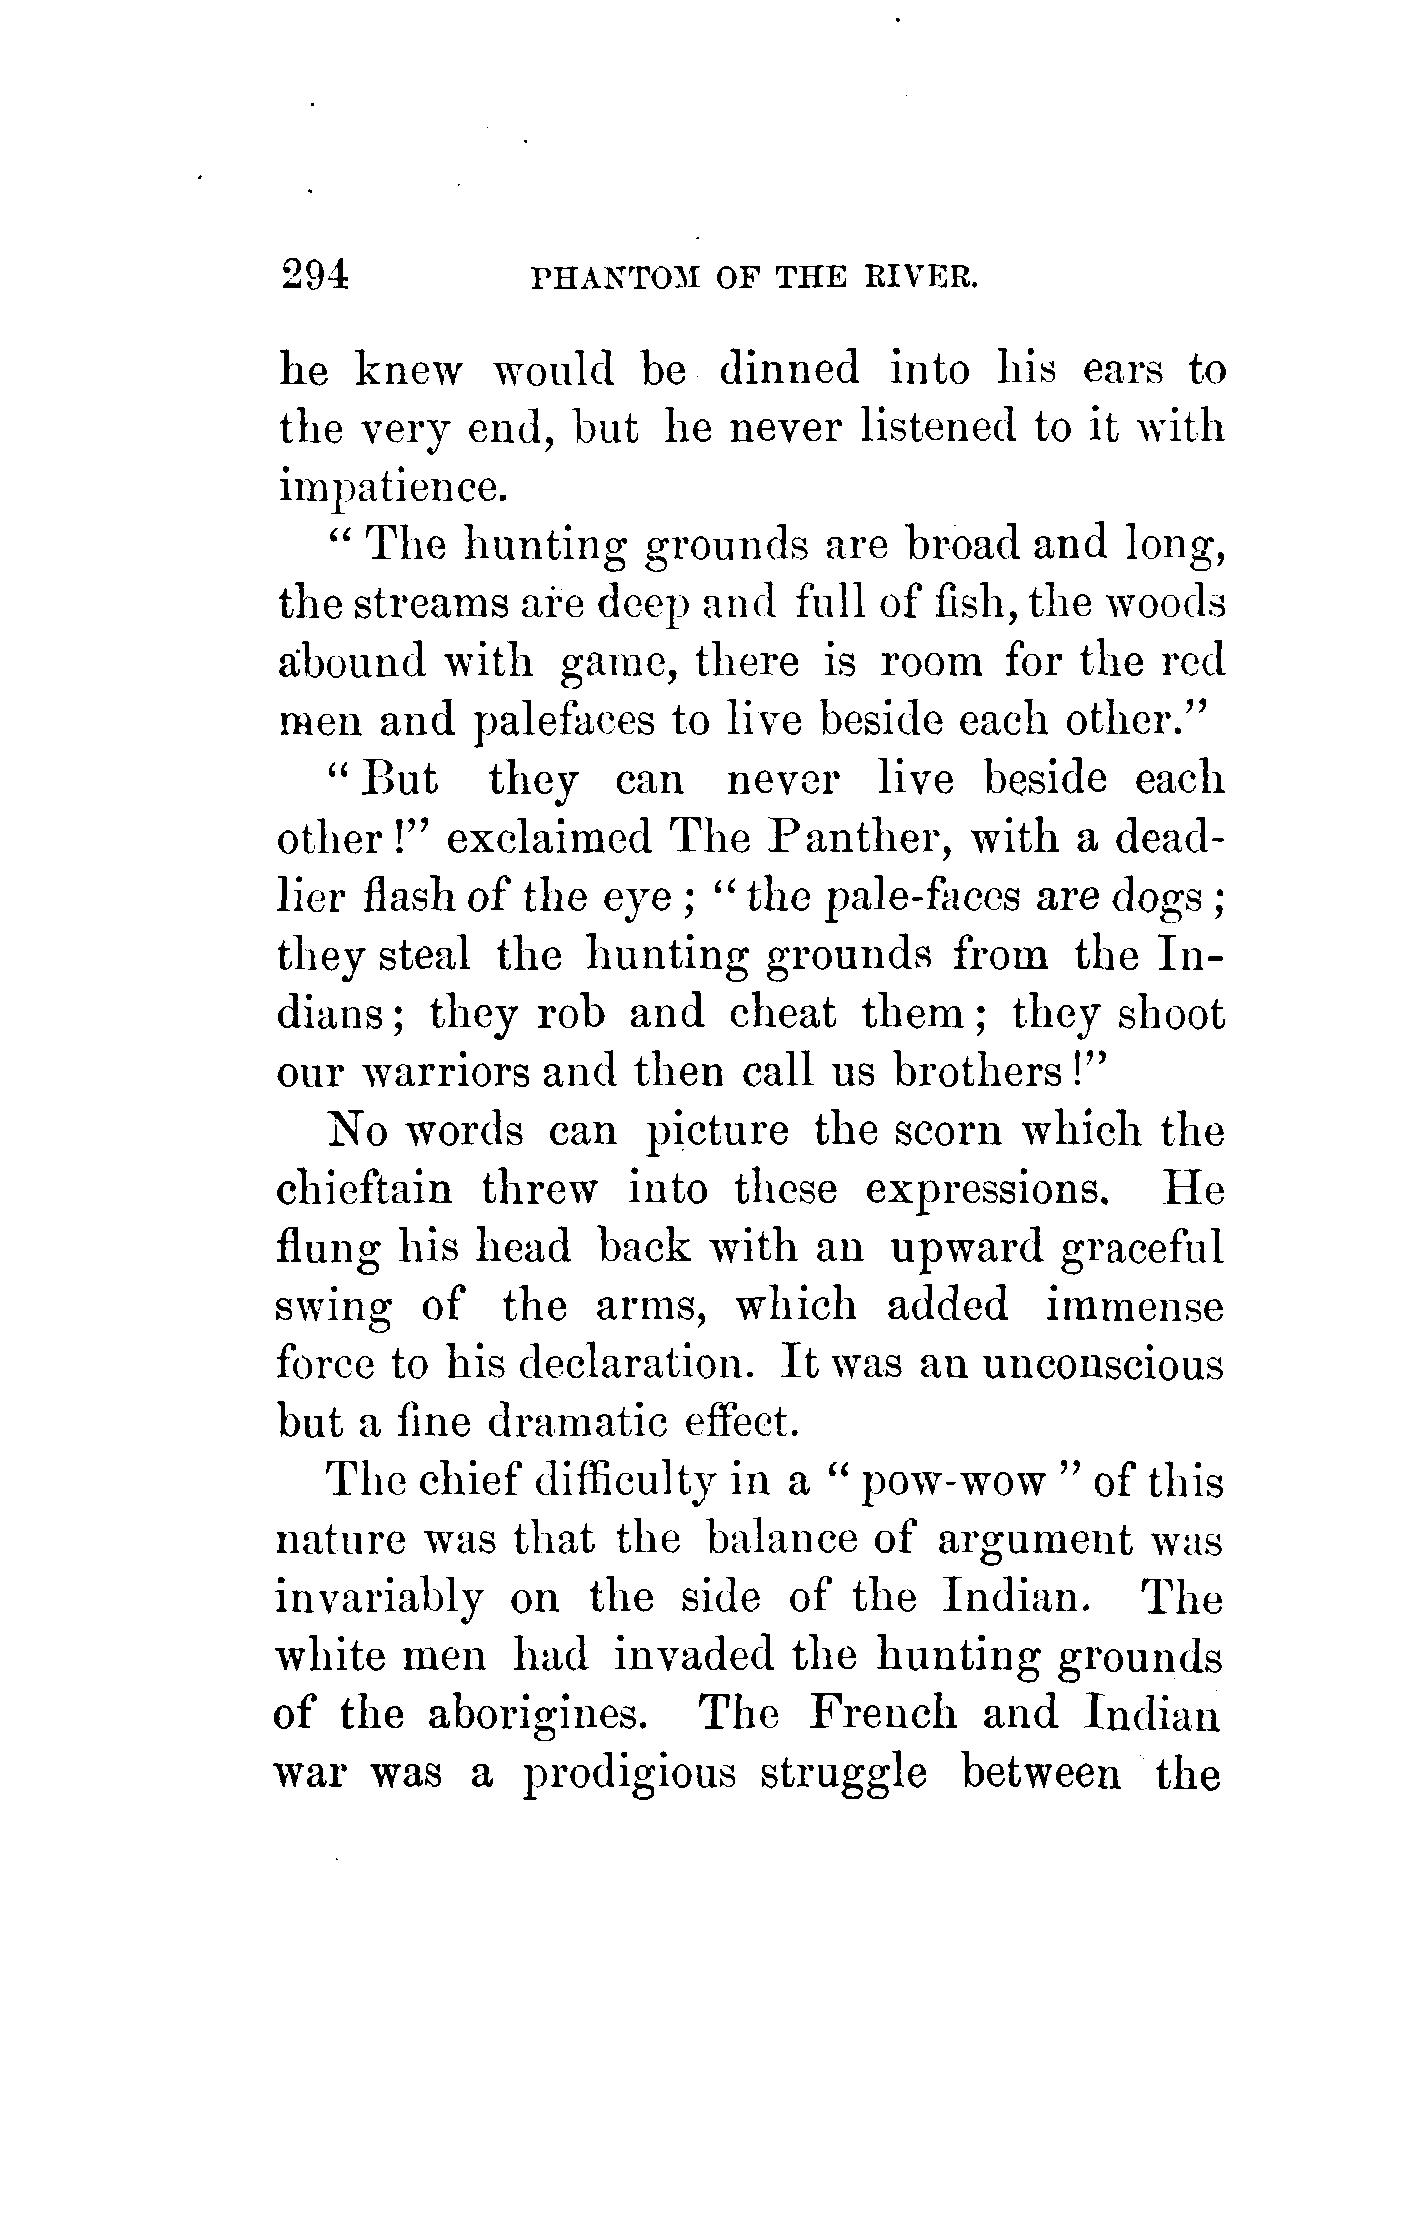 294 PHANTOM OF THE RIVER.
he knew would be dinned into his ears to
the very end, but he never listened to it with
impatience.
“ The hunting grounds are broad and long,
the streams are deep and full of fish, the woods
abound with game, there is room for the red
men and palefaces to live beside each other.”
“ But they can never live beside each
other !” exclaimed The Panther, with a dead-
lier flash of the eye ; “ the pale-faces are dogs ;
they steal the hunting grounds from the In-
dians ; they rob and cheat them ; they shoot
our warriors and then call us brothers !”
No words can picture the scorn which the
chieftain threw into these expressions. He
flung his head back with an upward graceful
swing of the arms, which added immense
force to his declaration. It was an unconscious
but a fine dramatic effect.
The chief difficulty in a “ pow-wow ” of this
nature was that the balance of argument was
invariably on the side of the Indian. The
white men had invaded the hunting grounds
of the aborigines. The French and Indian
war was a prodigious struggle between the